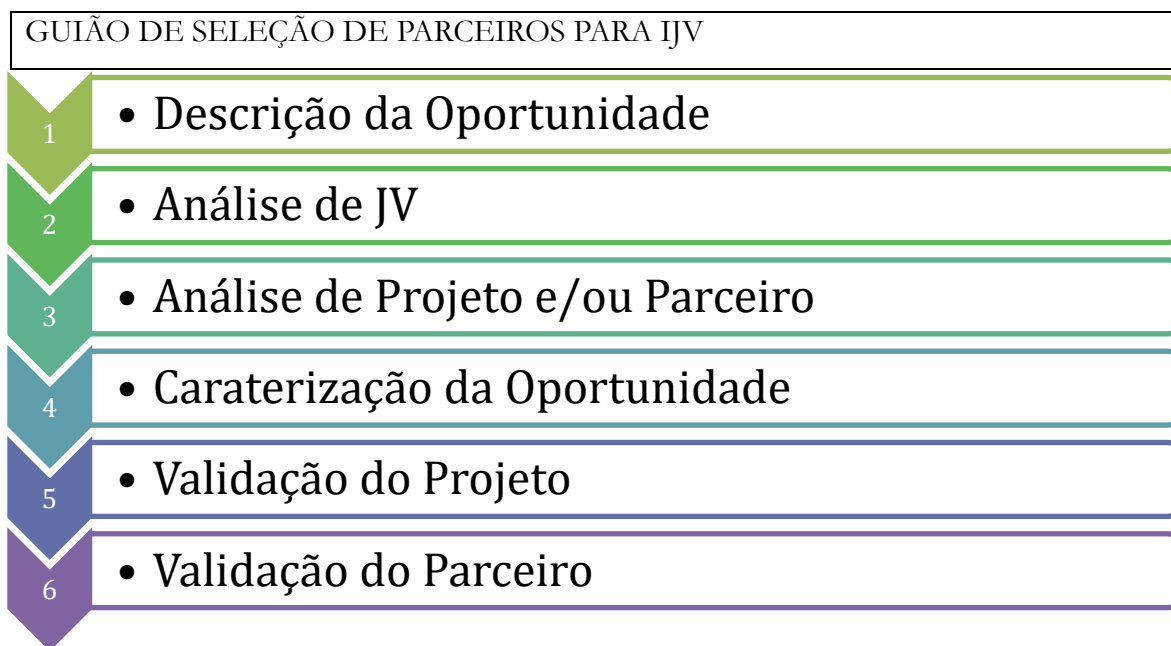 GUIÃO DE SELEÇÃO DE PARCEIROS PARA IJV
1 • Descrição da Oportunidade
2 • Análise de JV
3 • Análise de Projeto e/ou Parceiro
4 • Caraterização da Oportunidade
5 • Validação do Projeto
6 • Validação do Parceiro